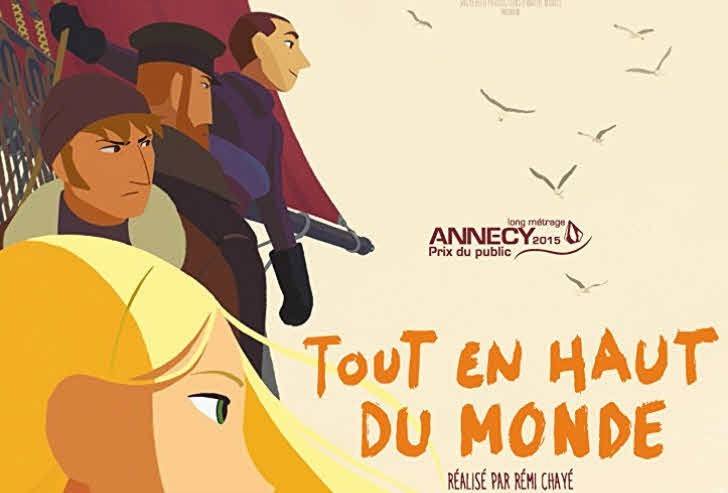 long métrage
ANNECY 2015
Prix du public
TOUT EN HAUT
DU MONDE
RÉALISÉ PAR RÉMI CHAYÉ